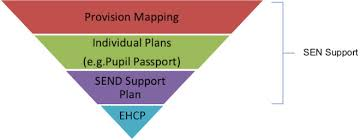 Provision Mapping
Individual Plans
(e.g.Pupil Passport)
SEND Support
Plan
EHCP
SEN Support